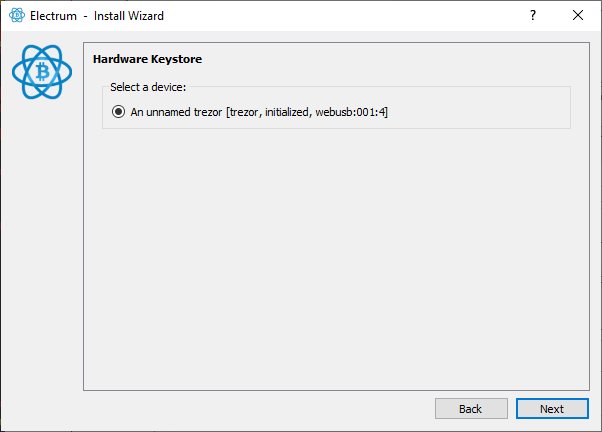 Electrum - Install Wizard
Hardware Keystore
Select a device:
An unnamed trezor [trezor, initialized, webusb:001:4]
Back Next